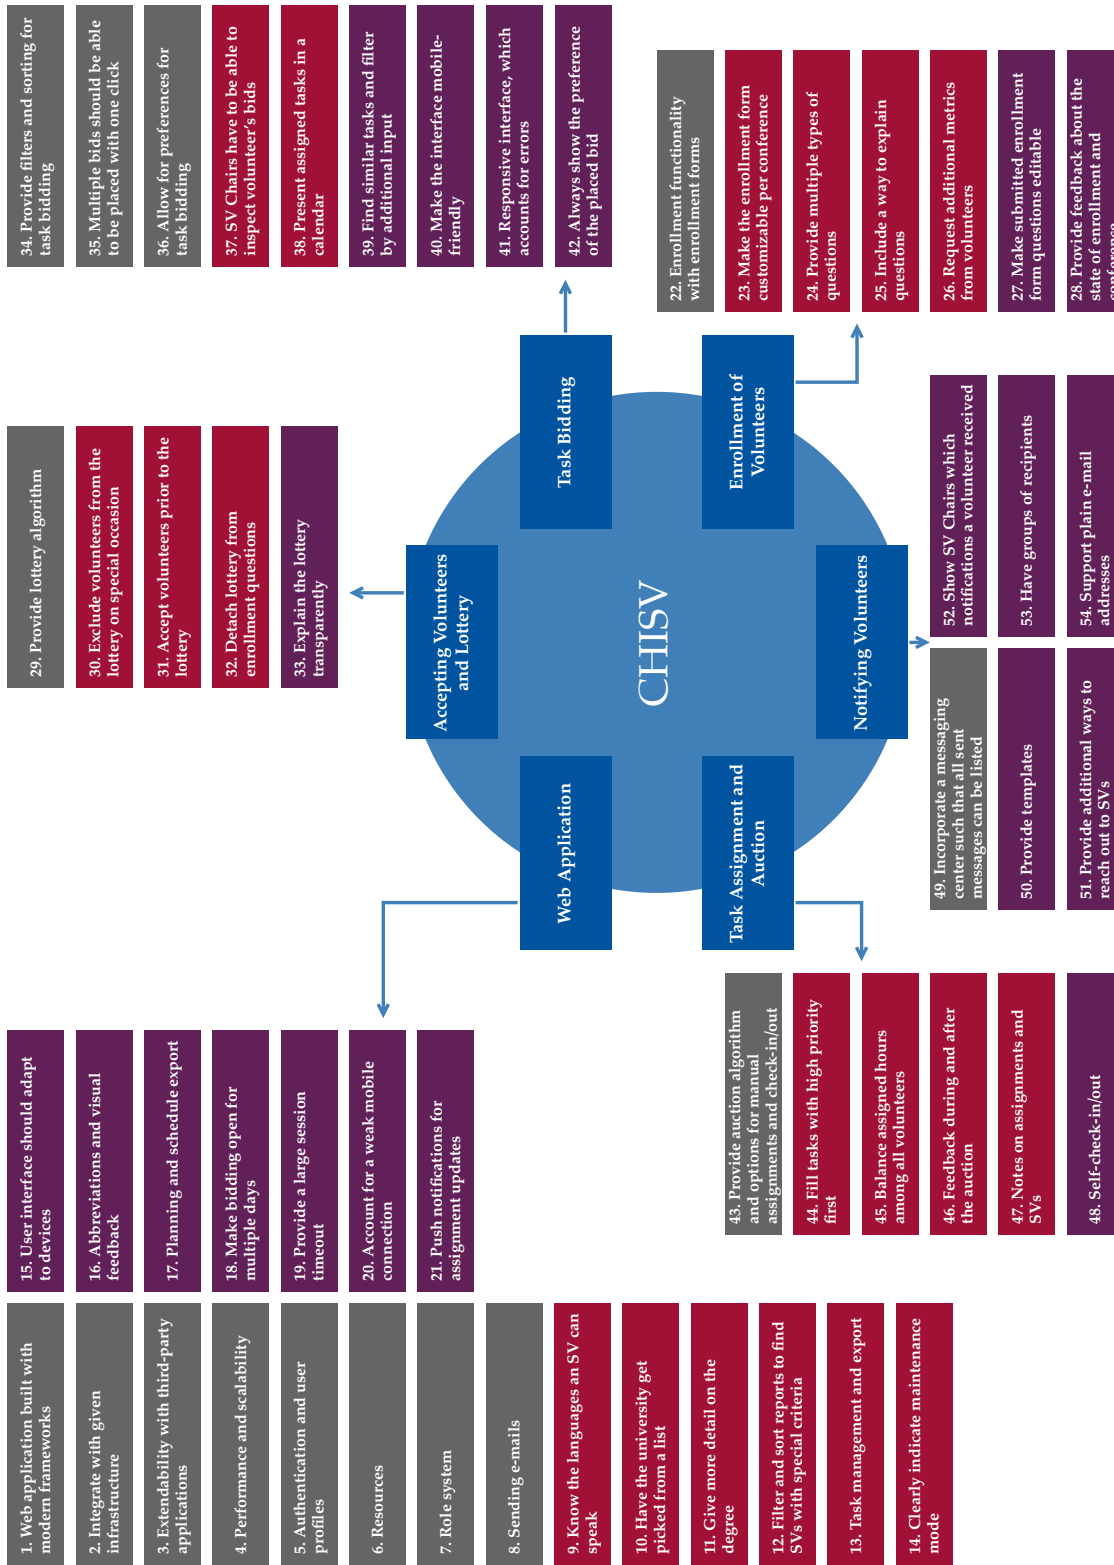 1. Web application built with
modern frameworks
2. Integrate with given
infrastructure
3. Extendability with third-party
applications
4. Performance and scalability
5. Authentication and user
profiles
6. Resources
7. Role system
8. Sending e-mails
9. Know the languages an SV can
speak
10. Have the university get
picked from a list
11. Give more detail on the
degree
12. Filter and sort reports to find
SVs with special criteria
13. Task management and export
14. Clearly indicate maintenance
mode
15. User interface should adapt
to devices
16. Abbreviations and visual
feedback
17. Planning and schedule export
18. Make bidding open for
multiple days
19. Provide a large session
timeout
20. Account for a weak mobile
connection
21. Push notifications for
assignment updates
Web Application
Accepting Volunteers
and Lottery
Task Bidding
CHISV
Task Assignment and
Auction
Notifying Volunteers
Enrollment of
Volunteers
29. Provide lottery algorithm
30. Exclude volunteers from the
lottery on special occasion
31. Accept volunteers prior to the
lottery
32. Detach lottery from
enrollment questions
33. Explain the lottery
transparently
34. Provide filters and sorting for
task bidding
35. Multiple bids should be able
to be placed with one click
36. Allow for preferences for
task bidding
37. SV Chairs have to be able to
inspect volunteer's bids
38. Present assigned tasks in a
calendar
39. Find similar tasks and filter
by additional input
40. Make the interface mobile-
friendly
41. Responsive interface, which
accounts for errors
42. Always show the preference
of the placed bid
22. Enrollment functionality
with enrollment forms
23. Make the enrollment form
customizable per conference
24. Provide multiple types of
questions
25. Include a way to explain
questions
26. Request additional metrics
from volunteers
27. Make submitted enrollment
form questions editable
28. Provide feedback about the
state of enrollment and
conference
43. Provide auction algorithm
and options for manual
assignments and check-in/out
44. Fill tasks with high priority
first
45. Balance assigned hours
among all volunteers
46. Feedback during and after
the auction
47. Notes on assignments and
SVs
48. Self-check-in/out
49. Incorporate a messaging
center such that all sent
messages can be listed
50. Provide templates
51. Provide additional ways to
reach out to SVs
52. Show SV Chairs which
notifications a volunteer received
53. Have groups of recipients
54. Support plain e-mail
addresses